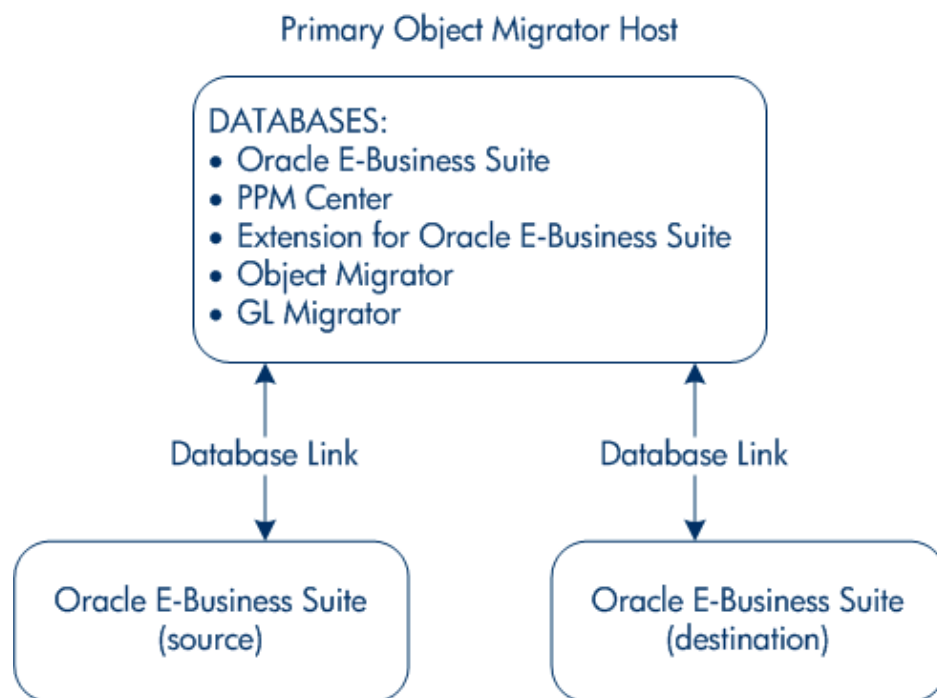 Primary Object Migrator Host
DATABASES:
• Oracle E-Business Suite
• PPM Center
• Extension for Oracle E-Business Suite
• Object Migrator
• GL Migrator
Database Link
Database Link
Oracle E-Business Suite
(source)
Oracle E-Business Suite
(destination)